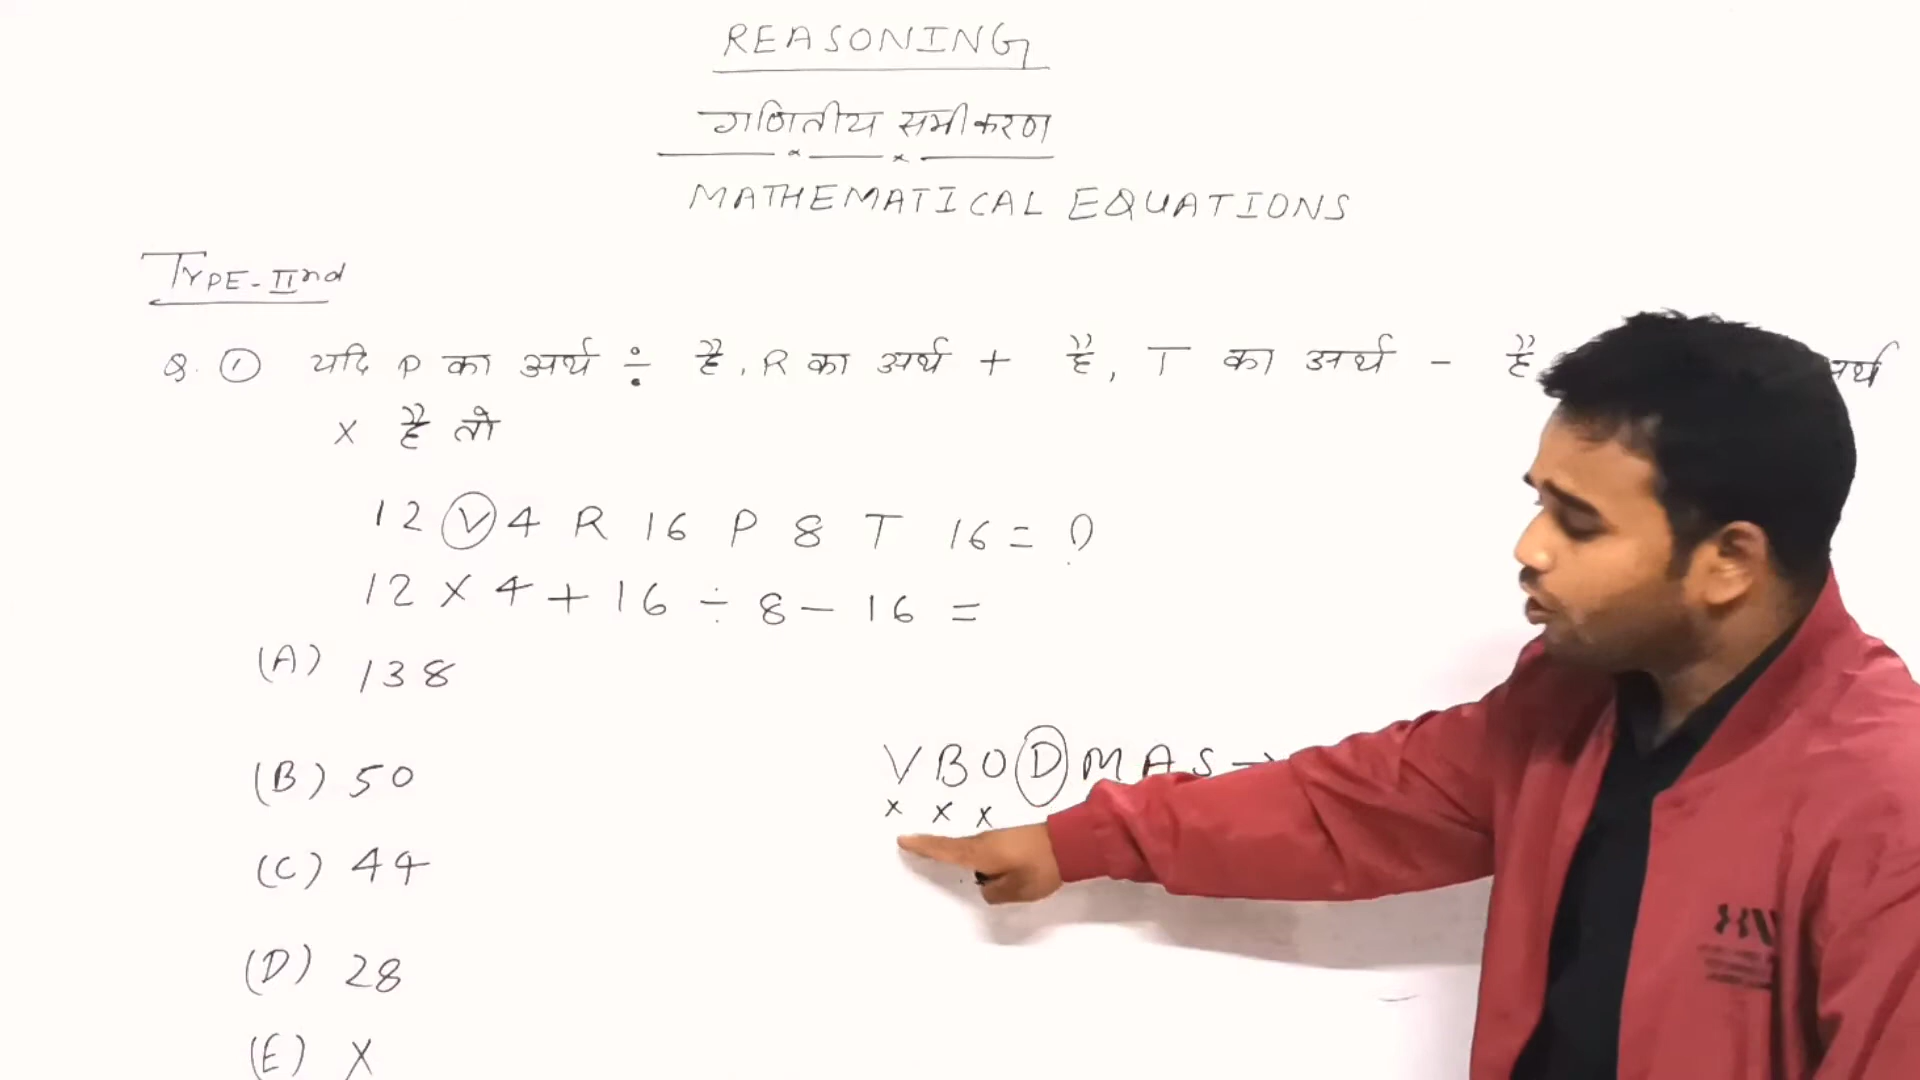 REASONING
गणितीय समीकरण
MATHEMATICAL EQUATIONS
TYPE-IInd
Q. ① यदि P का अर्थ ÷ है, R का अर्थ + है, T का अर्थ - है
x है तो
12 V 4 R 16 P 8 T 16 = ?
12 × 4 + 16 ÷ 8 - 16 =
(A) 138
(B) 50
(C) 44
(D) 28
(E) X
VBODMAS →
x x x